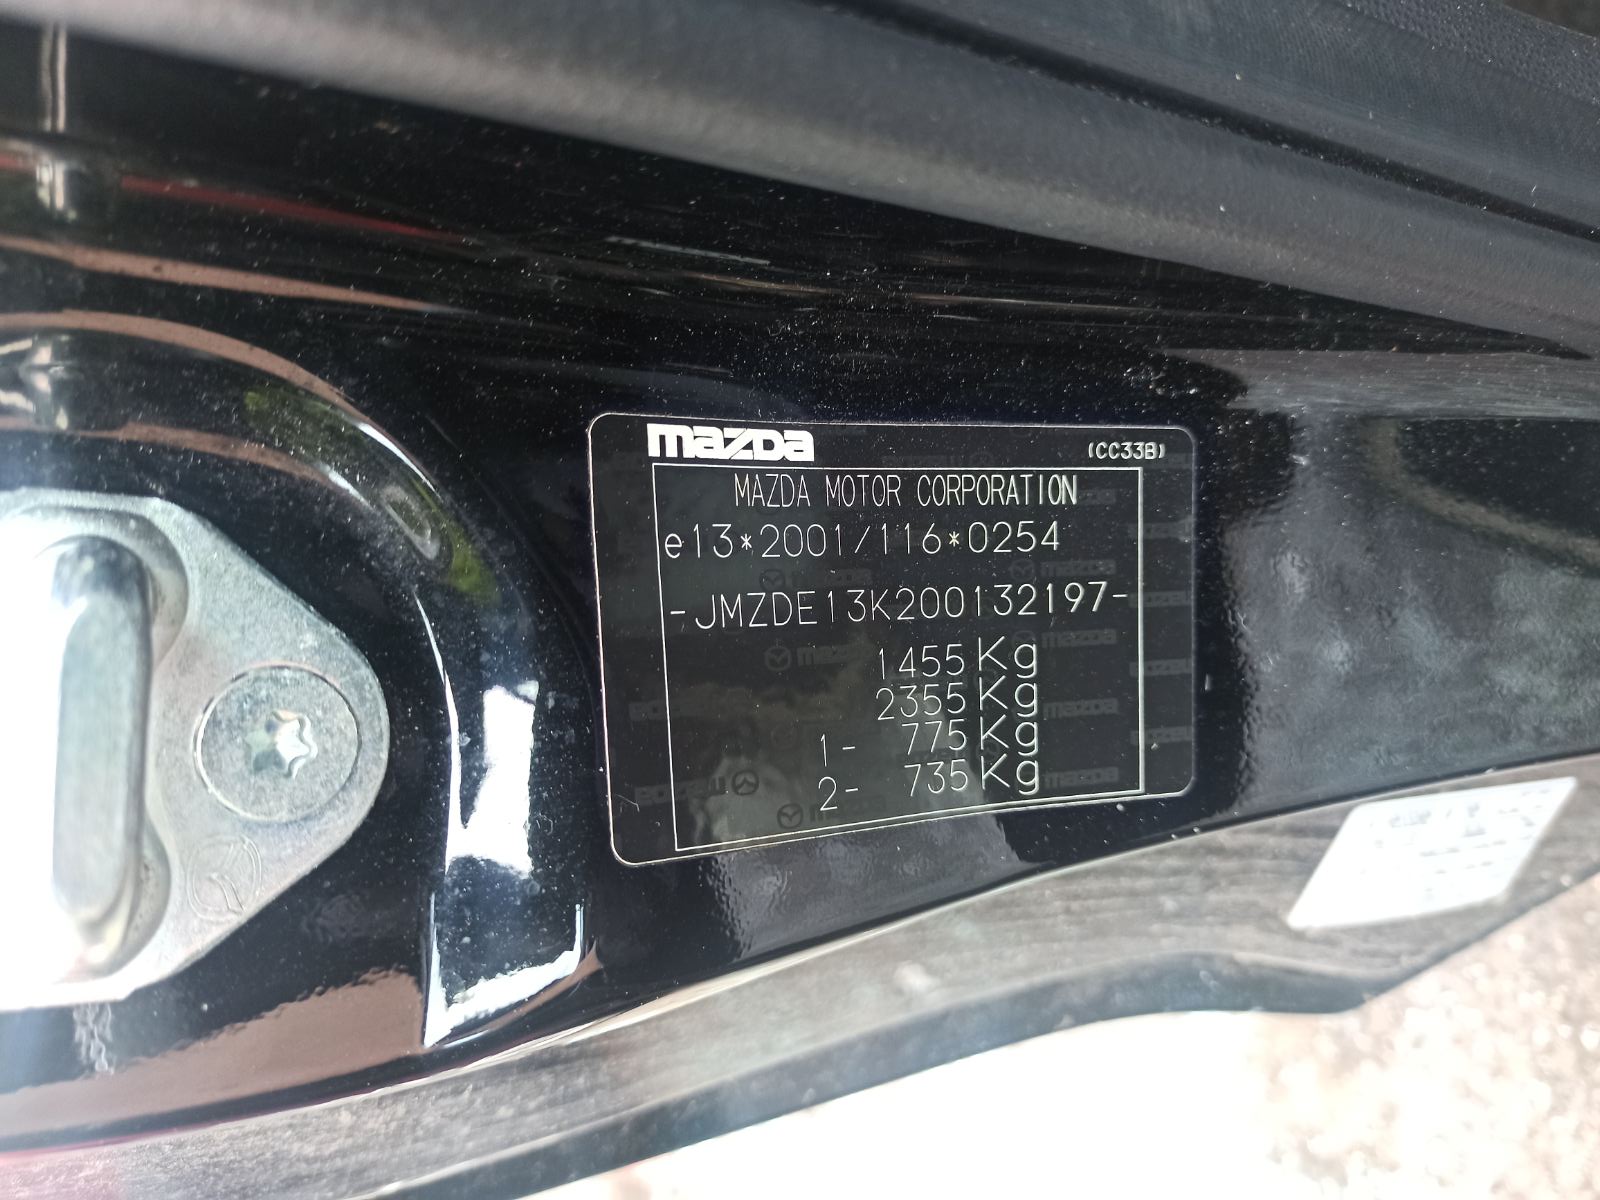 mazda
(CC33B)
MAZDA MOTOR CORPORATION
e13*2001/116*0254
-JMZDE13K200132197-
1455 Kg
2355 Kg
1- 775 Kg
2- 735 Kg